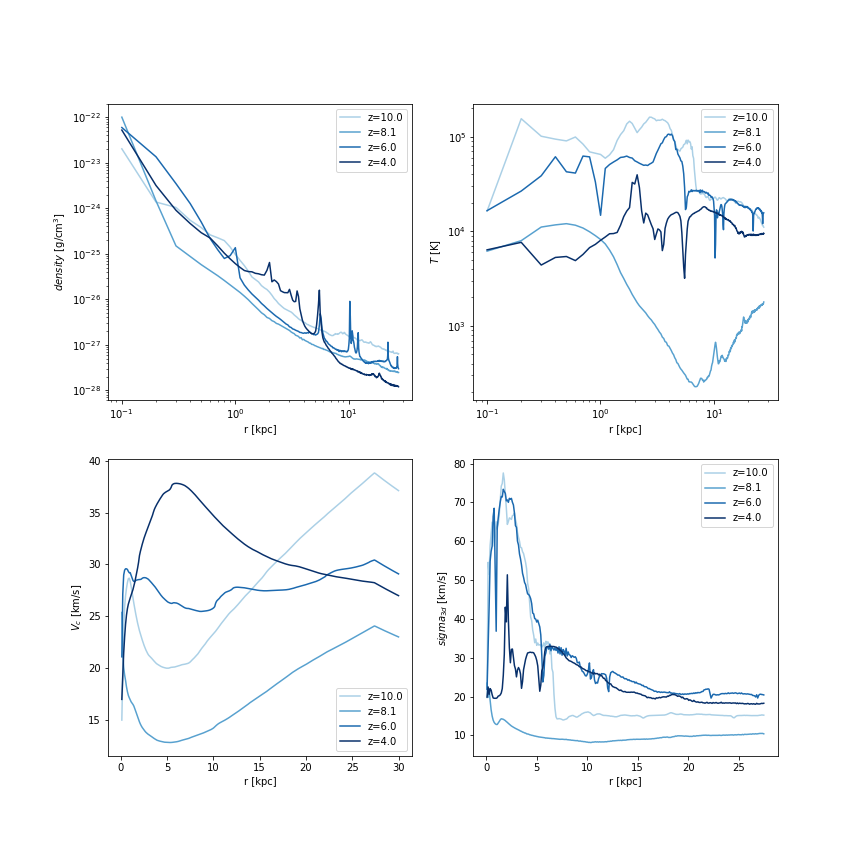 10⁻²²
10⁻²³
10⁻²⁴
10⁻²⁵
10⁻²⁶
10⁻²⁷
10⁻²⁸
density [g/cm³]
10⁻¹
10⁰
10¹
r [kpc]
z=10.0
z=8.1
z=6.0
z=4.0
10⁵
10⁴
10³
T [K]
10⁻¹
10⁰
10¹
r [kpc]
z=10.0
z=8.1
z=6.0
z=4.0
40
35
30
25
20
15
V_c [km/s]
0
5
10
15
20
25
30
r [kpc]
z=10.0
z=8.1
z=6.0
z=4.0
80
70
60
50
40
30
20
10
sigma_{3d} [km/s]
0
5
10
15
20
25
r [kpc]
z=10.0
z=8.1
z=6.0
z=4.0